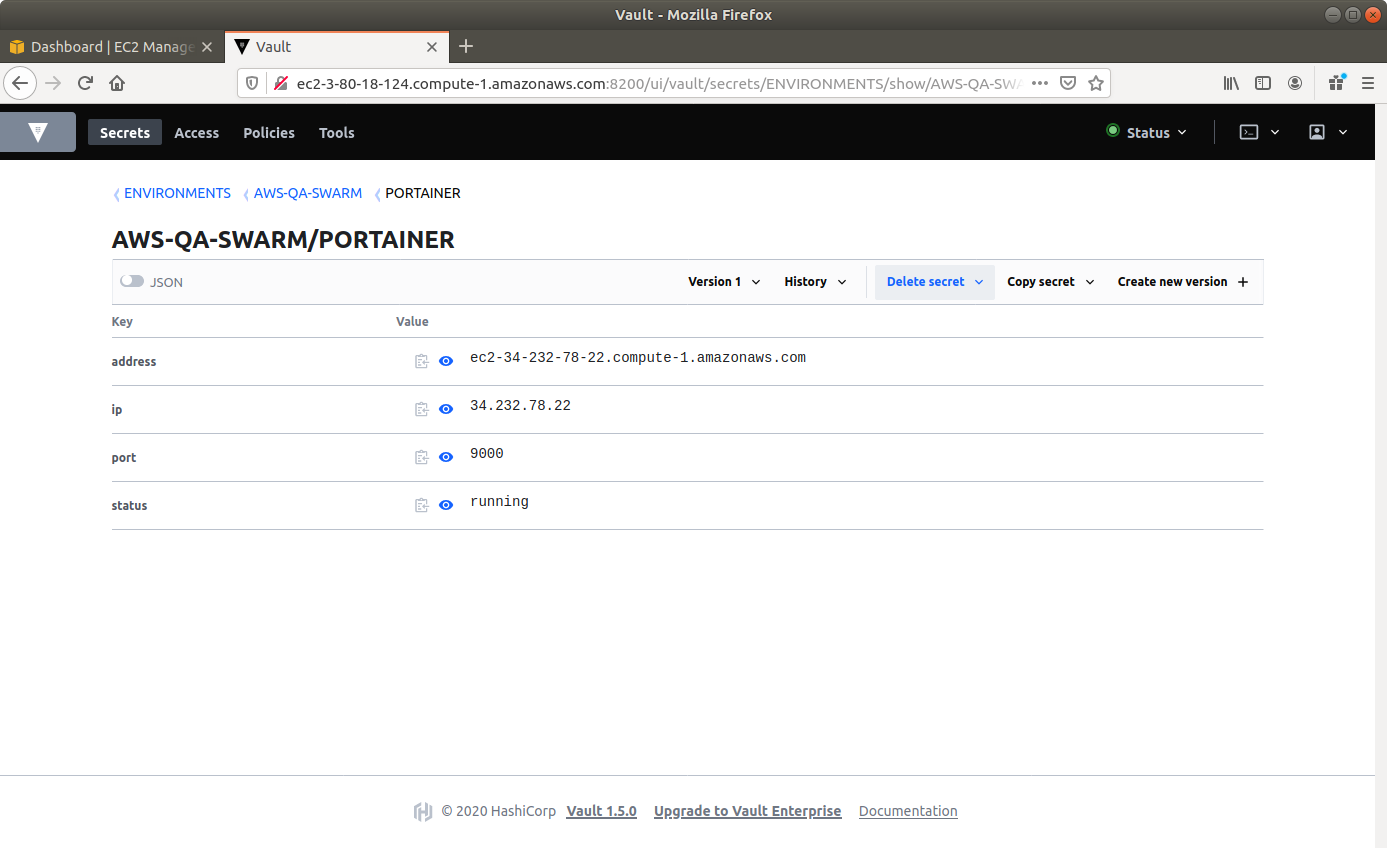 Vault - Mozilla Firefox
Dashboard | EC2 Manage
Vault
ec2-3-80-18-124.compute-1.amazonaws.com:8200/ui/vault/secrets/ENVIRONMENTS/show/AWS-QA-SWA
Secrets Access Policies Tools Status
ENVIRONMENTS AWS-QA-SWARM PORTAINER
AWS-QA-SWARM/PORTAINER
JSON Version 1 History Delete secret Copy secret Create new version +
Key Value
address ec2-34-232-78-22.compute-1.amazonaws.com
ip 34.232.78.22
port 9000
status running
© 2020 HashiCorp Vault 1.5.0 Upgrade to Vault Enterprise Documentation